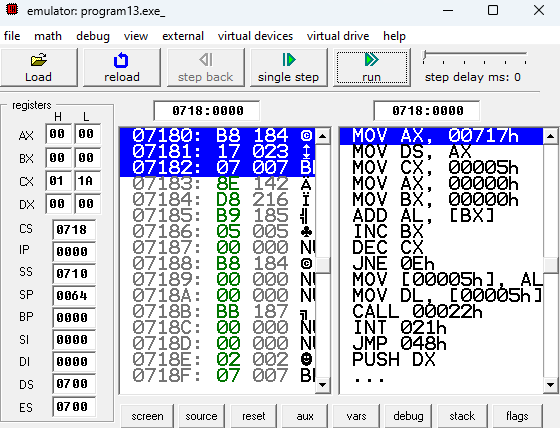 emulator: program13.exe_
file math debug view external virtual devices virtual drive help
Load reload step back single step run step delay ms: 0
registers
H L
AX 00 00
BX 00 00
CX 01 1A
DX 00 00
CS 0718
IP 0000
SS 0710
SP 0064
BP 0000
SI 0000
DI 0000
DS 0700
ES 0700
0718:0000
07180: B8 184
07181: 17 023
07182: 07 007
07183: 8E 142
07184: D8 216
07185: B9 185
07186: 05 005
07187: 00 000
07188: B8 184
07189: 00 000
0718A: 00 000
0718B: BB 187
0718C: 00 000
0718D: 00 000
0718E: 02 002
0718F: 07 007
0718:0000
MOV AX, 00717h
MOV DS, AX
MOV CX, 00005h
MOV AX, 00000h
MOV BX, 00000h
ADD AL, [BX]
INC BX
DEC CX
JNE 0Eh
MOV [00005h], AL
MOV DL, [00005h]
CALL 00022h
INT 021h
JMP 048h
PUSH DX
...
screen source reset aux vars debug stack flags